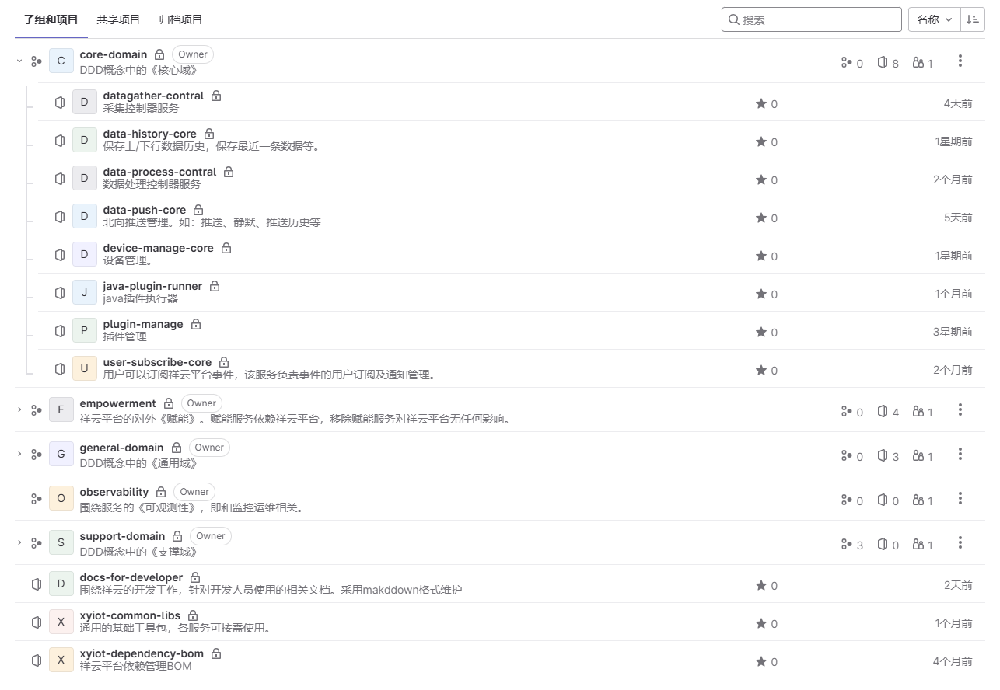 子组和项目 共享项目 归档项目 搜索 名称
C core-domain Owner 0 8 1
DDD概念中的《核心域》
D datagather-contral 0 4天前
采集控制器服务
D data-history-core 0 1星期前
保存上/下行数据历史，保存最近一条数据等。
D data-process-contral 0 2个月前
数据处理控制器服务
D data-push-core 0 5天前
北向推送管理。如：推送、静默、推送历史等
D device-manage-core 0 1星期前
设备管理。
J java-plugin-runner 0 1个月前
java插件执行器
P plugin-manage 0 3星期前
插件管理
U user-subscribe-core 0 2个月前
用户可以订阅祥云平台事件，该服务负责事件的用户订阅及通知管理。
E empowerment Owner 0 4 1
祥云平台的对外《赋能》。赋能服务依赖祥云平台，移除赋能服务对祥云平台无任何影响。
G general-domain Owner 0 3 1
DDD概念中的《通用域》
O observability Owner 0 0 1
围绕服务的《可观测性》，即和监控运维相关。
S support-domain Owner 3 0 1
DDD概念中的《支撑域》
D docs-for-developer 0 2天前
围绕祥云的开发工作，针对开发人员使用的相关文档。采用makddown格式维护
X xyiot-common-libs 0 1个月前
通用的基础工具包，各服务可按需使用。
X xyiot-dependency-bom 0 4个月前
祥云平台依赖管理BOM